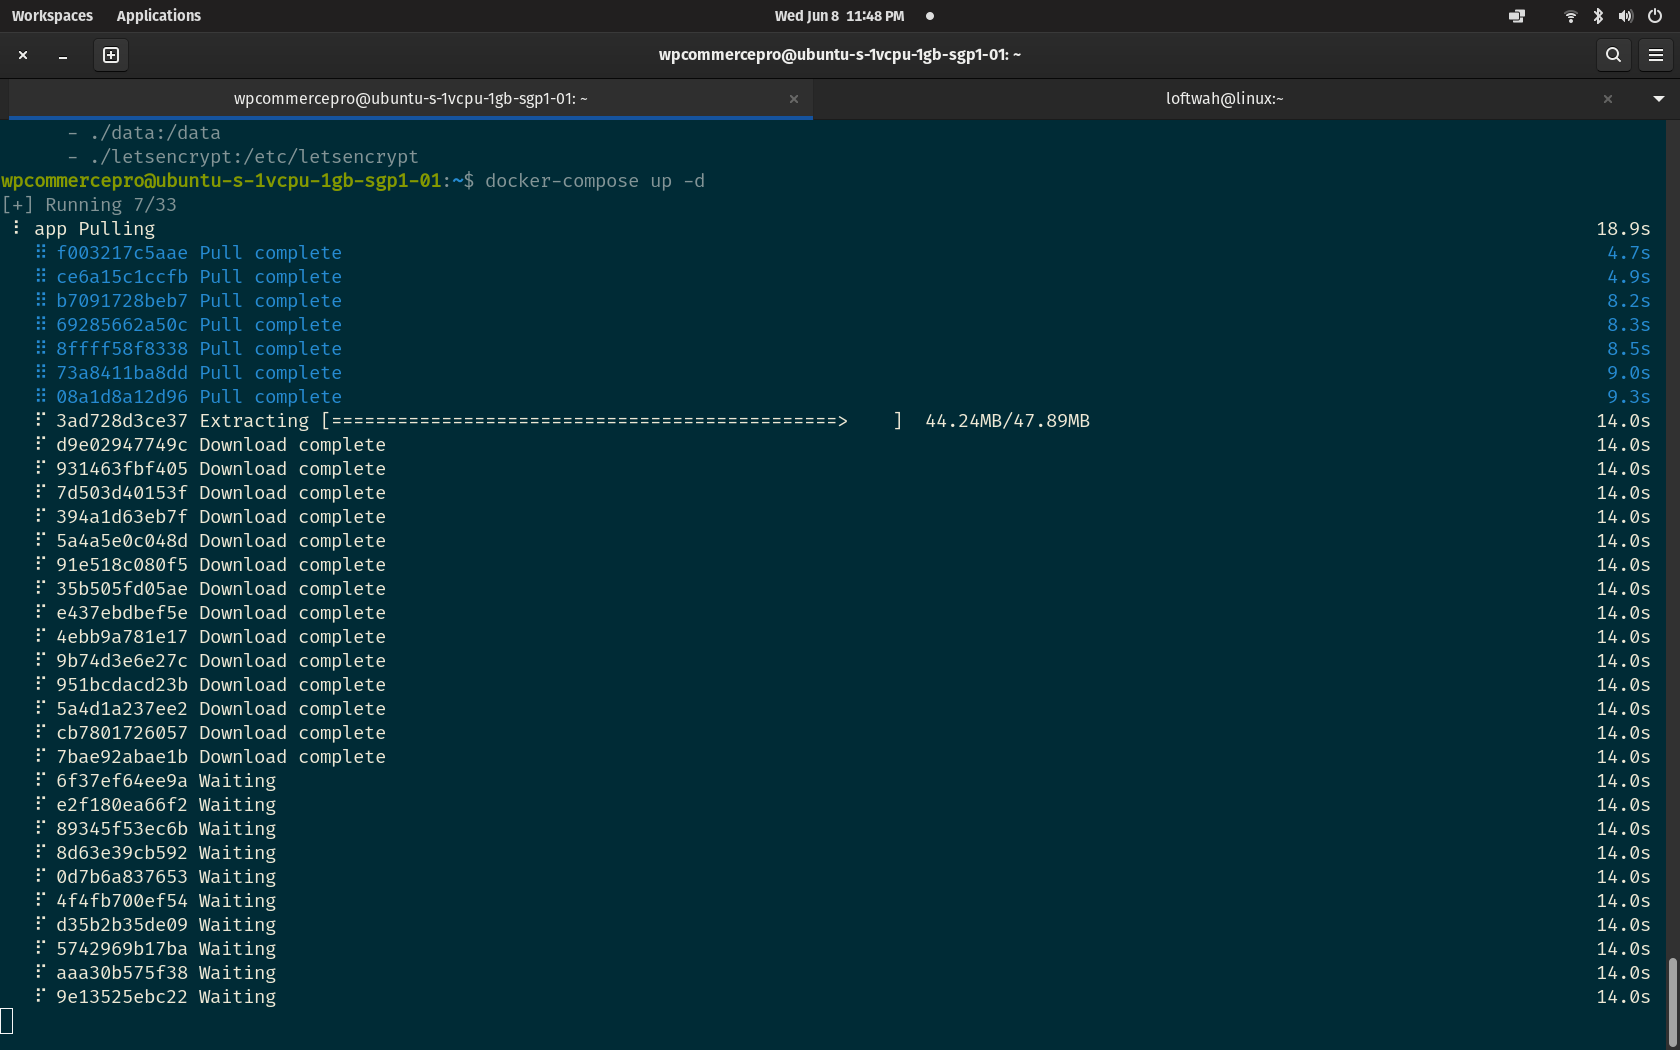 Workspaces Applications Wed Jun 8 11:48 PM
wpcommercepro@ubuntu-s-1vcpu-1gb-sgp1-01: ~
wpcommercepro@ubuntu-s-1vcpu-1gb-sgp1-01: ~ loftwah@linux:~
- ./data:/data
- ./letsencrypt:/etc/letsencrypt
wpcommercepro@ubuntu-s-1vcpu-1gb-sgp1-01:~$ docker-compose up -d
[+] Running 7/33
app Pulling 18.9s
f003217c5aae Pull complete 4.7s
ce6a15c1ccfb Pull complete 4.9s
b7091728beb7 Pull complete 8.2s
69285662a50c Pull complete 8.3s
8ffff58f8338 Pull complete 8.5s
73a8411ba8dd Pull complete 9.0s
08a1d8a12d96 Pull complete 9.3s
3ad728d3ce37 Extracting [==============================================>    ] 44.24MB/47.89MB 14.0s
d9e02947749c Download complete 14.0s
931463fbf405 Download complete 14.0s
7d503d40153f Download complete 14.0s
394a1d63eb7f Download complete 14.0s
5a4a5e0c048d Download complete 14.0s
91e518c080f5 Download complete 14.0s
35b505fd05ae Download complete 14.0s
e437ebdbef5e Download complete 14.0s
4ebb9a781e17 Download complete 14.0s
9b74d3e6e27c Download complete 14.0s
951bcdacd23b Download complete 14.0s
5a4d1a237ee2 Download complete 14.0s
cb7801726057 Download complete 14.0s
7bae92abae1b Download complete 14.0s
6f37ef64ee9a Waiting 14.0s
e2f180ea66f2 Waiting 14.0s
89345f53ec6b Waiting 14.0s
8d63e39cb592 Waiting 14.0s
0d7b6a837653 Waiting 14.0s
4f4fb700ef54 Waiting 14.0s
d35b2b35de09 Waiting 14.0s
5742969b17ba Waiting 14.0s
aaa30b575f38 Waiting 14.0s
9e13525ebc22 Waiting 14.0s